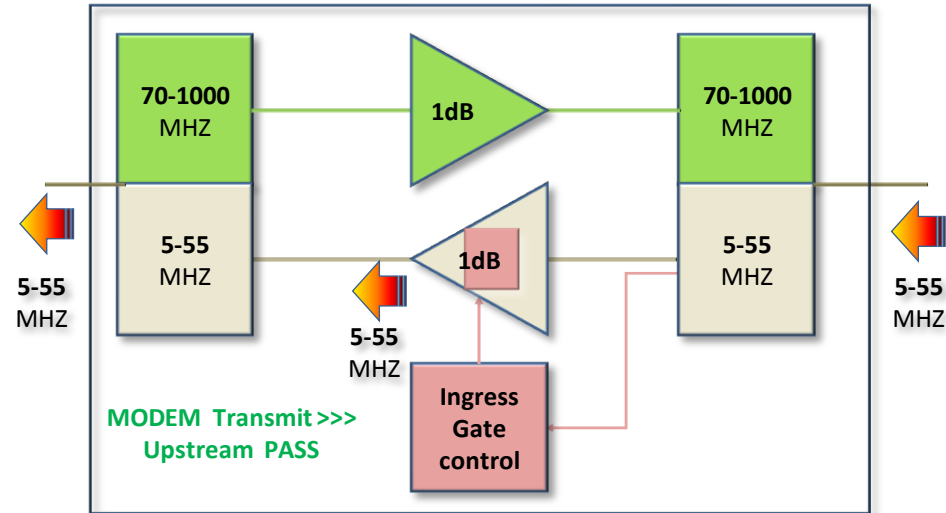 70-1000
MHZ
1dB
70-1000
MHZ
5-55
MHZ
1dB
5-55
MHZ
5-55
MHZ
5-55
MHZ
5-55
MHZ
Ingress
Gate
control
MODEM Transmit >>>
Upstream PASS